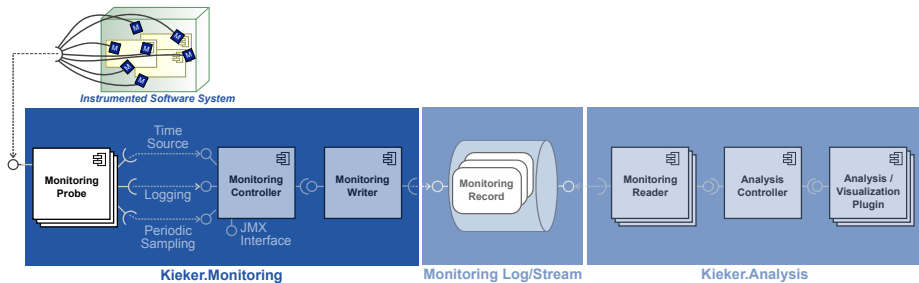 M
M
M
M
M
M
M
Instrumented Software System
Time
Source
Monitoring
Probe
Logging
Periodic
Sampling
Monitoring
Controller
JMX
Interface
Monitoring
Writer
Monitoring
Record
Monitoring
Reader
Analysis
Controller
Analysis /
Visualization
Plugin
Kieker.Monitoring
Monitoring Log/Stream
Kieker.Analysis